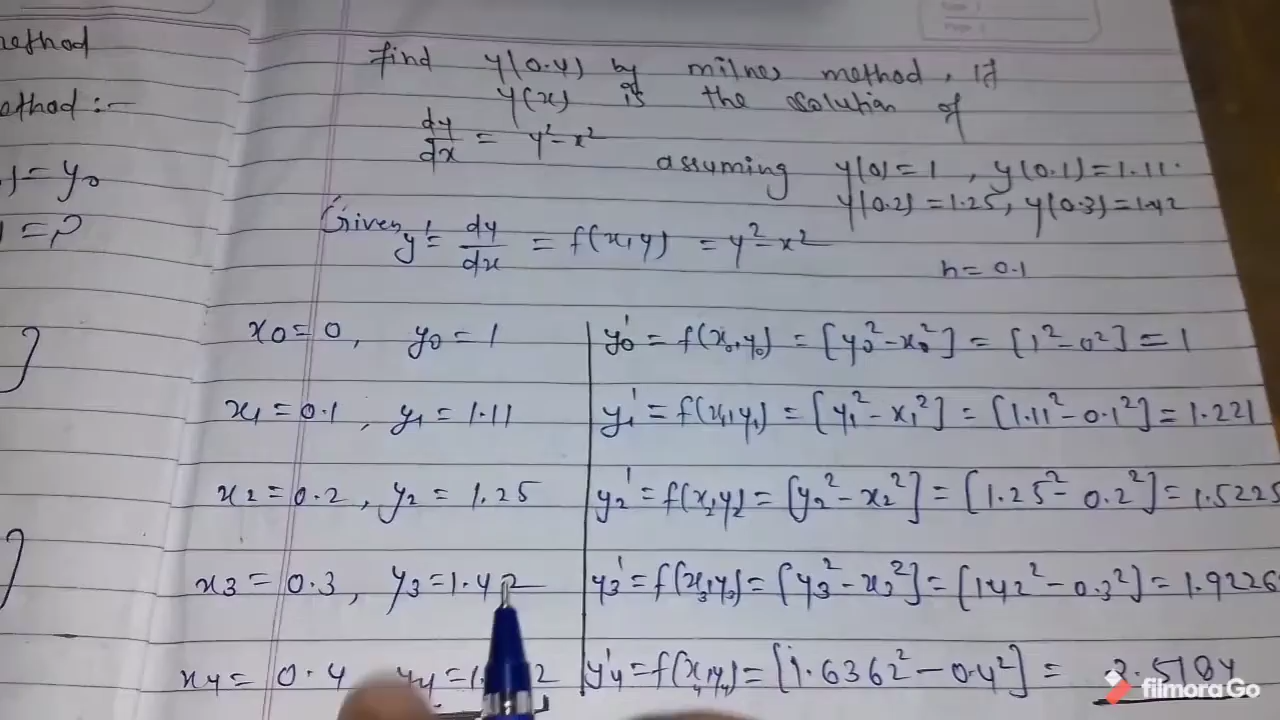 ethod
find y(0.4) by milnes method, if
y(x) is the solution of
ethod :-
dy/dx = y²-x²
assuming y(0)=1, y(0.1)=1.11.
y(0.2)=1.25, y(0.3)=1.42
)=y₀
=?
Given, y' = dy/dx = f(x,y) = y²-x²
h = 0.1
x₀=0, y₀=1
y₀' = f(x₀,y₀) = [y₀²-x₀²] = [1²-0²] = 1
x₁=0.1, y₁=1.11
y₁' = f(x₁,y₁) = [y₁²-x₁²] = [1.11²-0.1²] = 1.221
x₂=0.2, y₂=1.25
y₂' = f(x₂,y₂ = [y₂²-x₂²] = [1.25²-0.2²] = 1.5225
x₃=0.3, y₃=1.42
y₃' = f(x₃,y₃) = [y₃²-x₃²] = [1.42²-0.3²] = 1.9226
x₄=0.4
y₄' = f(x₄,y₄) = [1.6362²-0.4²] = 2.5184
filmora Go